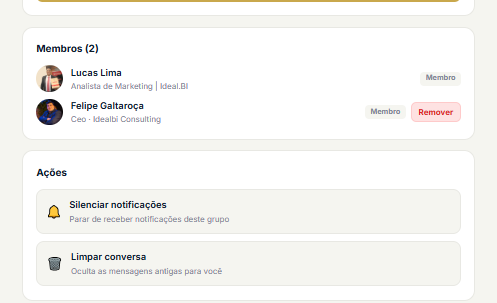 Membros (2)
Lucas Lima
Membro
Analista de Marketing | Ideal.BI
Felipe Galtaroça
Membro
Remover
Ceo · Idealbi Consulting
Ações
Silenciar notificações
Parar de receber notificações deste grupo
Limpar conversa
Oculta as mensagens antigas para você